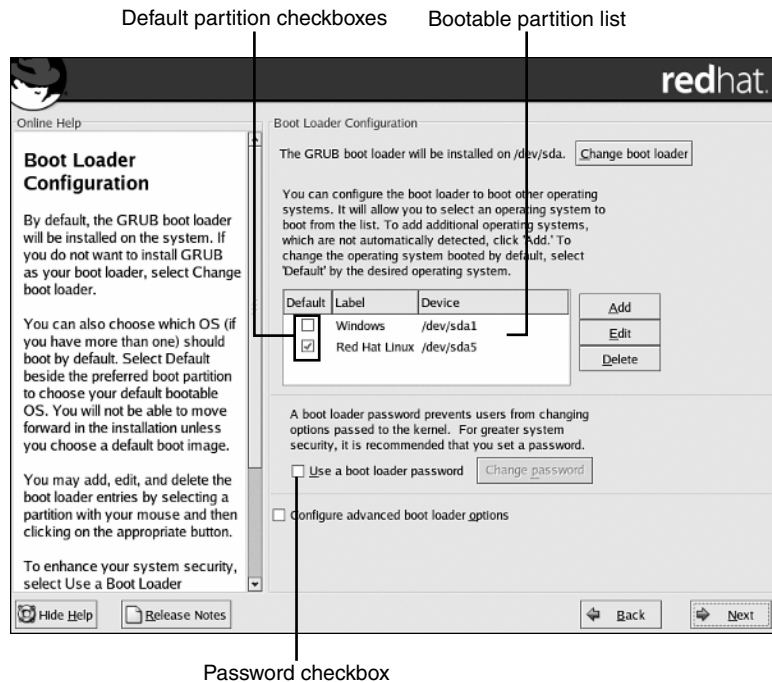 Default partition checkboxes
Bootable partition list
redhat.
Online Help
Boot Loader
Configuration
By default, the GRUB boot loader
will be installed on the system. If
you do not want to install GRUB
as your boot loader, select Change
boot loader.
You can also choose which OS (if
you have more than one) should
boot by default. Select Default
beside the preferred boot partition
to choose your default bootable
OS. You will not be able to move
forward in the installation unless
you choose a default boot image.
You may add, edit, and delete the
boot loader entries by selecting a
partition with your mouse and then
clicking on the appropriate button.
To enhance your system security,
select Use a Boot Loader
Boot Loader Configuration
The GRUB boot loader will be installed on /dev/sda.
Change boot loader
You can configure the boot loader to boot other operating
systems. It will allow you to select an operating system to
boot from the list. To add additional operating systems,
which are not automatically detected, click 'Add.' To
change the operating system booted by default, select
'Default' by the desired operating system.
Default Label Device
Windows /dev/sda1
Red Hat Linux /dev/sda5
Add
Edit
Delete
A boot loader password prevents users from changing
options passed to the kernel. For greater system
security, it is recommended that you set a password.
Use a boot loader password
Change password
Configure advanced boot loader options
Hide Help
Release Notes
Back
Next
Password checkbox